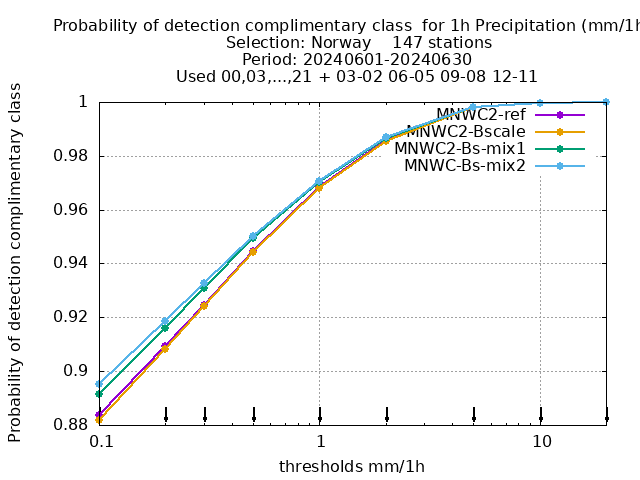 Probability of detection complimentary class  for 1h Precipitation (mm/1h
Selection: Norway    147 stations
Period: 20240601-20240630
Used 00,03,...,21 + 03-02 06-05 09-08 12-11
Probability of detection complimentary class
1
0.98
0.96
0.94
0.92
0.9
0.88
MNWC2-ref
MNWC2-Bscale
MNWC2-Bs-mix1
MNWC-Bs-mix2
0.1
1
10
thresholds mm/1h